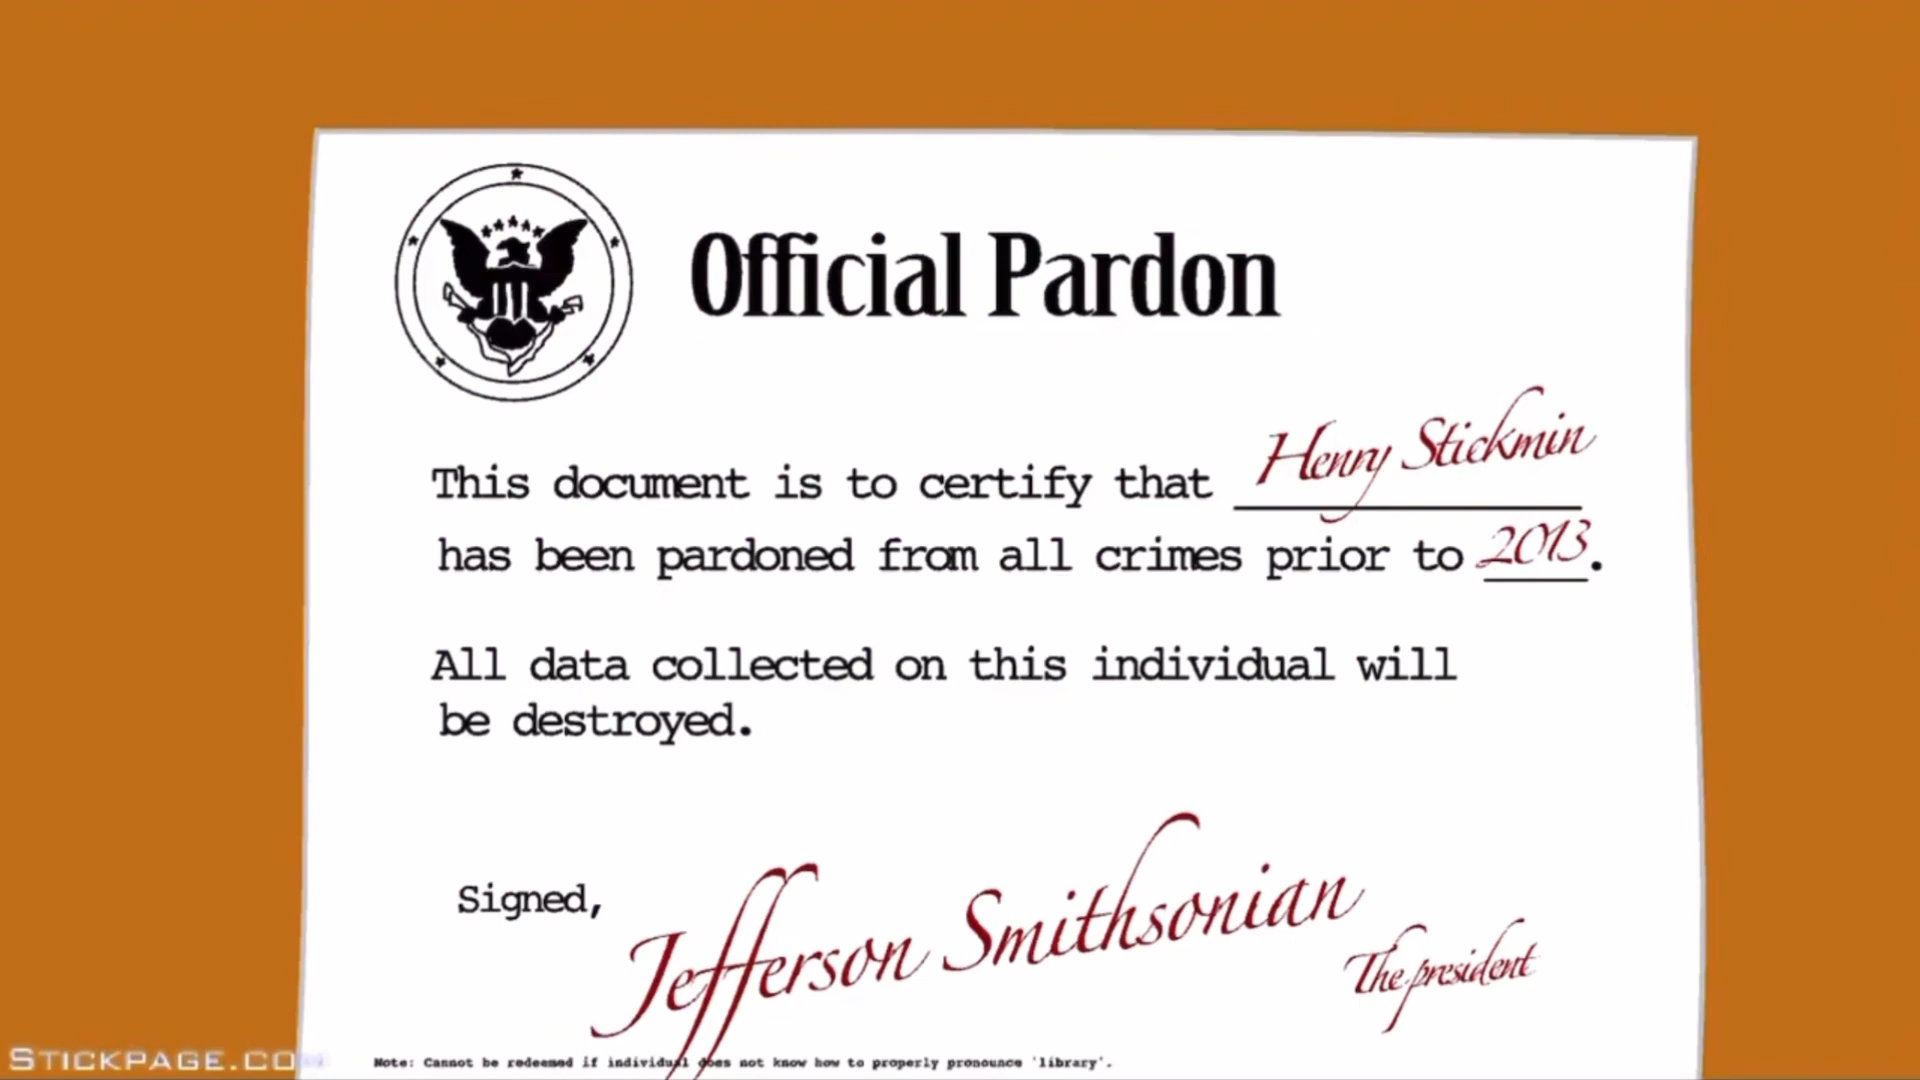 Official Pardon
This document is to certify that Henry Stickmin
has been pardoned from all crimes prior to 2013.
All data collected on this individual will
be destroyed.
Signed, Jefferson Smithsonian
The president
Note: Cannot be redeemed if individual does not know how to properly pronounce 'library'.
STICKPAGE.COM